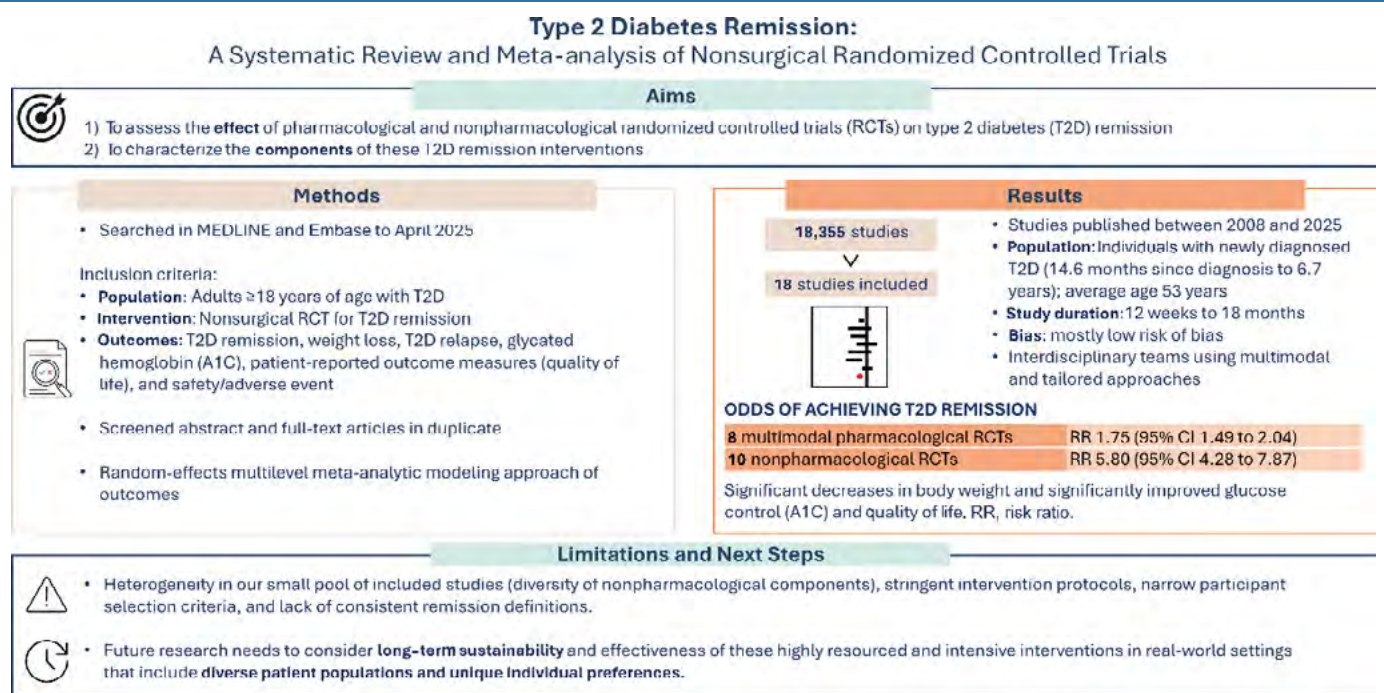 Type 2 Diabetes Remission:
A Systematic Review and Meta-analysis of Nonsurgical Randomized Controlled Trials
Aims
1) To assess the effect of pharmacological and nonpharmacological randomized controlled trials (RCTs) on type 2 diabetes (T2D) remission
2) To characterize the components of these T2D remission interventions
Methods
• Searched in MEDLINE and Embase to April 2025
Inclusion criteria:
• Population: Adults ≥18 years of age with T2D
• Intervention: Nonsurgical RCT for T2D remission
• Outcomes: T2D remission, weight loss, T2D relapse, glycated
hemoglobin (A1C), patient-reported outcome measures (quality of
life), and safety/adverse event
• Screened abstract and full-text articles in duplicate
• Random-effects multilevel meta-analytic modeling approach of
outcomes
Results
18,355 studies
18 studies included
• Studies published between 2008 and 2025
• Population: Individuals with newly diagnosed
T2D (14.6 months since diagnosis to 6.7
years); average age 53 years
• Study duration: 12 weeks to 18 months
• Bias: mostly low risk of bias
• Interdisciplinary teams using multimodal
and tailored approaches
ODDS OF ACHIEVING T2D REMISSION
8 multimodal pharmacological RCTs RR 1.75 (95% CI 1.49 to 2.04)
10 nonpharmacological RCTs RR 5.80 (95% CI 4.28 to 7.87)
Significant decreases in body weight and significantly improved glucose
control (A1C) and quality of life. RR, risk ratio.
Limitations and Next Steps
• Heterogeneity in our small pool of included studies (diversity of nonpharmacological components), stringent intervention protocols, narrow participant
selection criteria, and lack of consistent remission definitions.
• Future research needs to consider long-term sustainability and effectiveness of these highly resourced and intensive interventions in real-world settings
that include diverse patient populations and unique individual preferences.